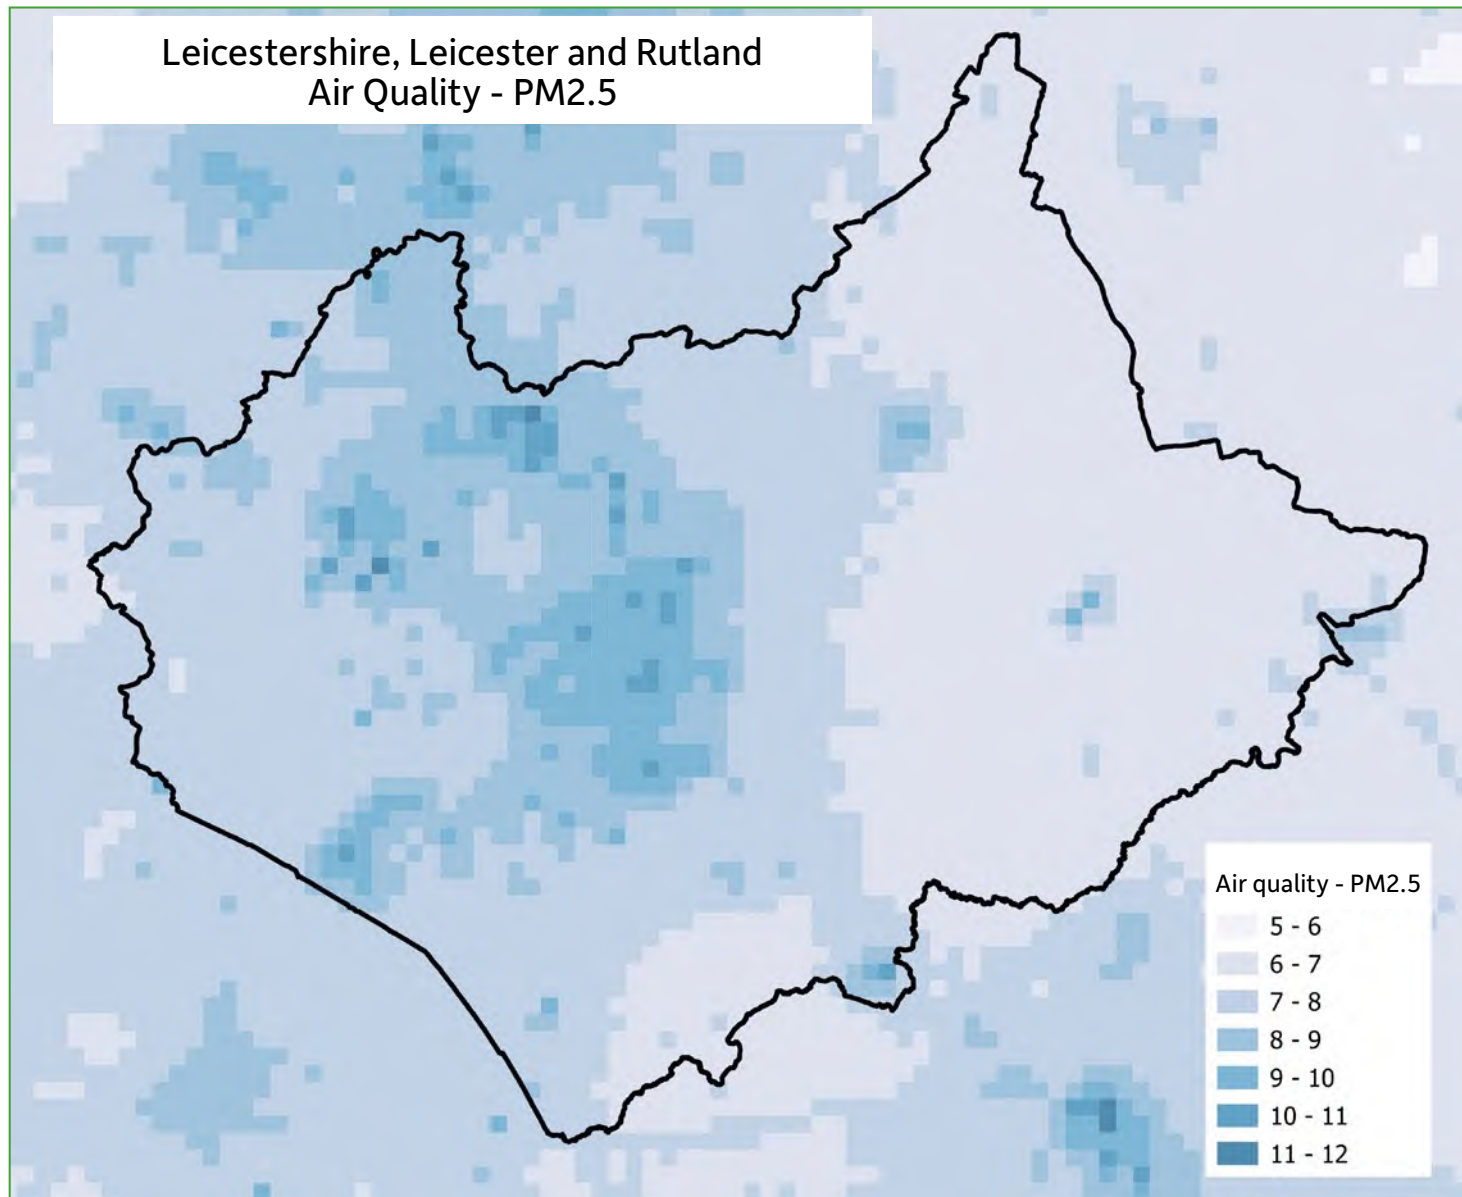 Leicestershire, Leicester and Rutland
Air Quality - PM2.5
Air quality - PM2.5
5 - 6
6 - 7
7 - 8
8 - 9
9 - 10
10 - 11
11 - 12